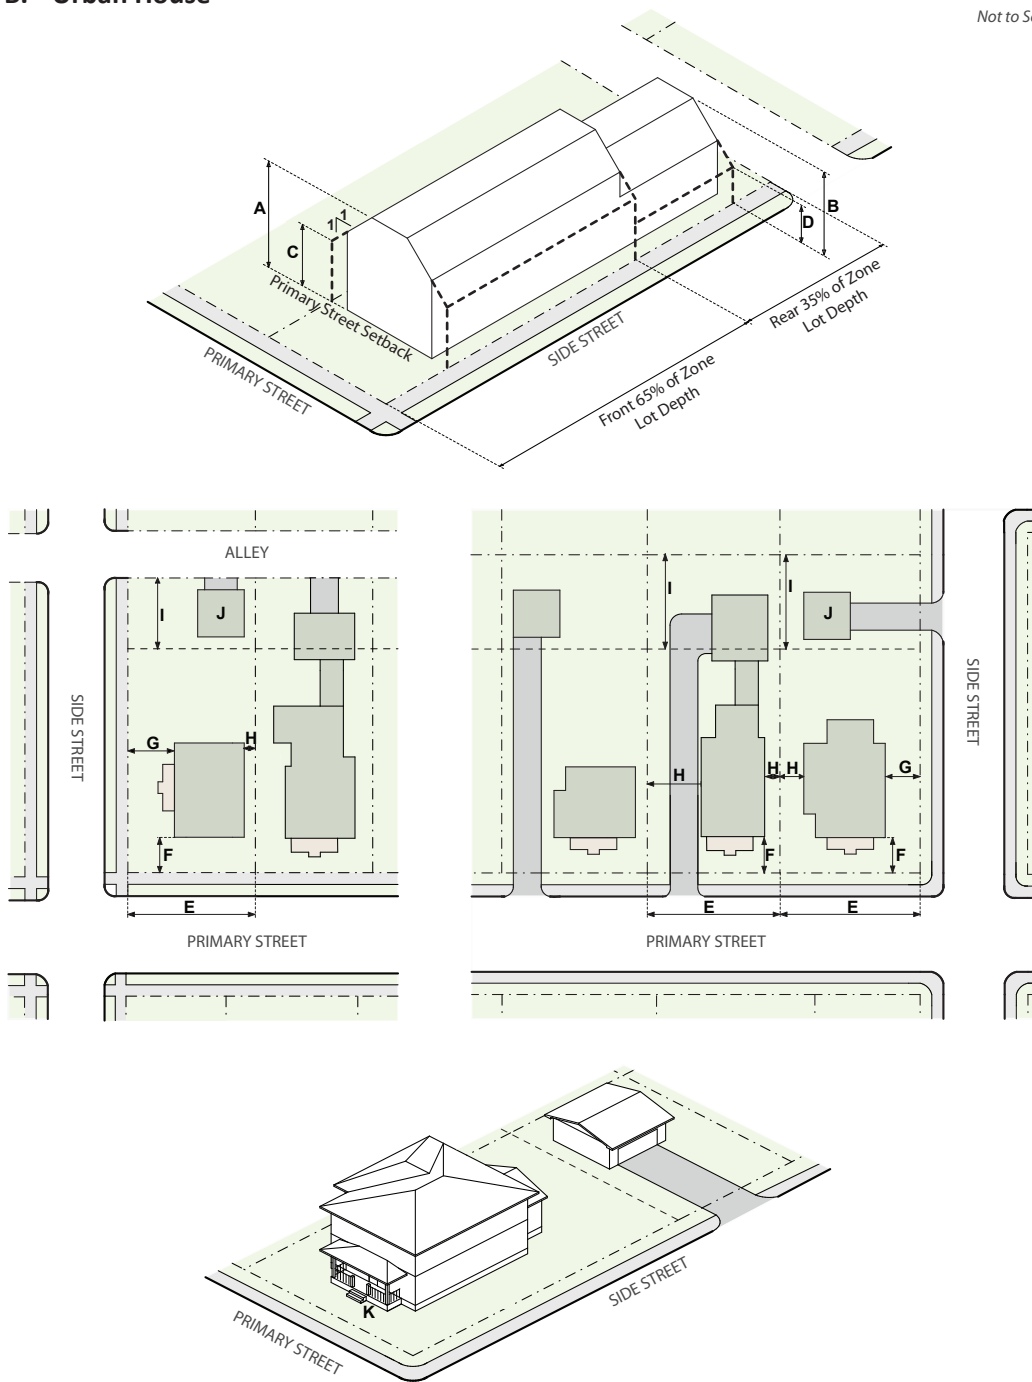 B. Urban House
Not to S
A
1
1
C
B
D
Primary Street Setback
PRIMARY STREET
SIDE STREET
Rear 35% of Zone
Lot Depth
Front 65% of Zone
Lot Depth
ALLEY
I
J
SIDE STREET
G
H
F
E
PRIMARY STREET
I
I
J
SIDE STREET
H
H
H
G
F
F
E
E
PRIMARY STREET
K
PRIMARY STREET
SIDE STREET